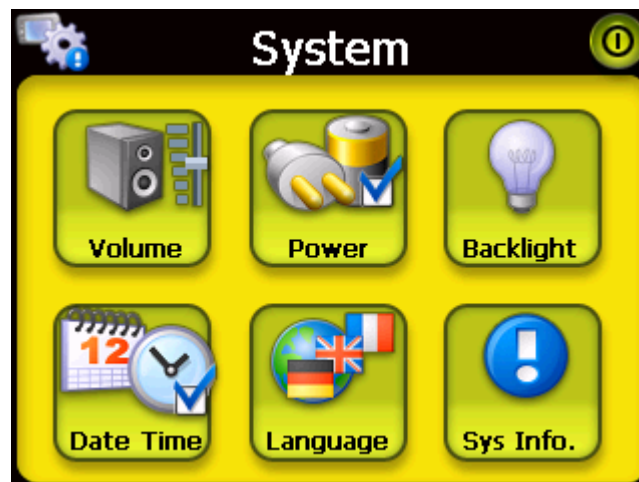 System
Volume
Power
Backlight
12
Date Time
Language
Sys Info.